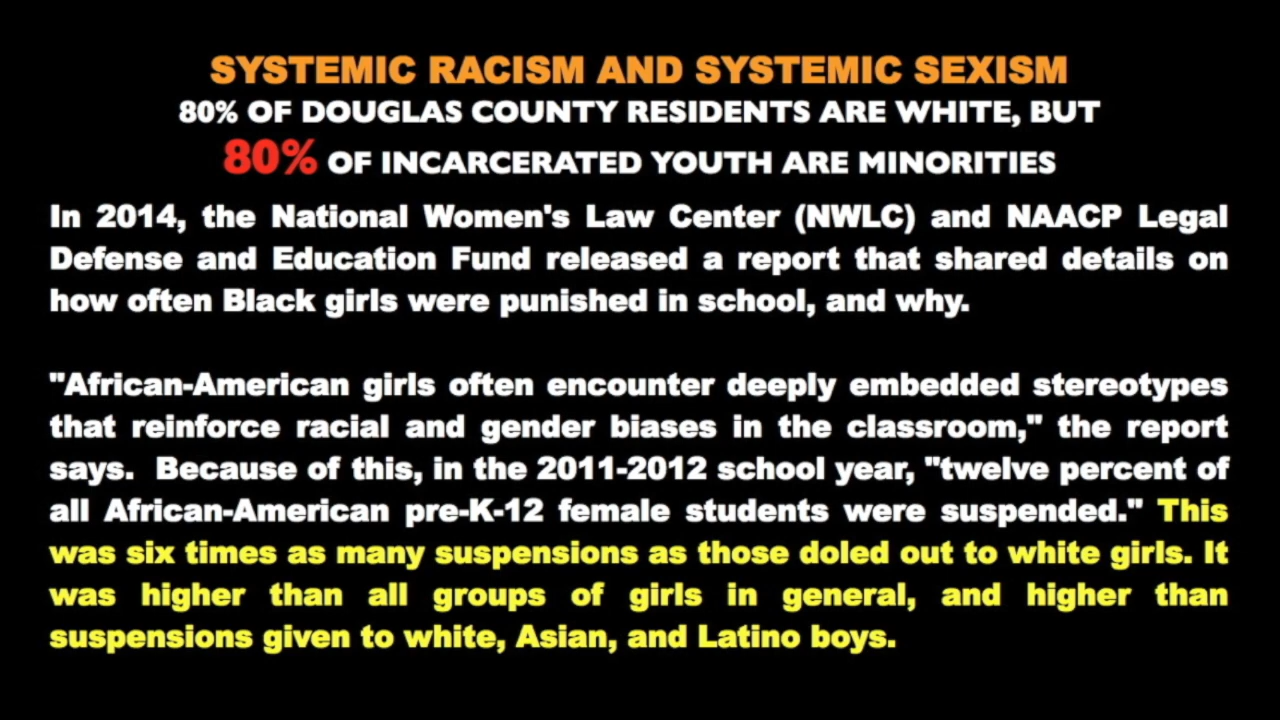 SYSTEMIC RACISM AND SYSTEMIC SEXISM
80% OF DOUGLAS COUNTY RESIDENTS ARE WHITE, BUT
80% OF INCARCERATED YOUTH ARE MINORITIES
In 2014, the National Women's Law Center (NWLC) and NAACP Legal
Defense and Education Fund released a report that shared details on
how often Black girls were punished in school, and why.
"African-American girls often encounter deeply embedded stereotypes
that reinforce racial and gender biases in the classroom," the report
says. Because of this, in the 2011-2012 school year, "twelve percent of
all African-American pre-K-12 female students were suspended." This
was six times as many suspensions as those doled out to white girls. It
was higher than all groups of girls in general, and higher than
suspensions given to white, Asian, and Latino boys.